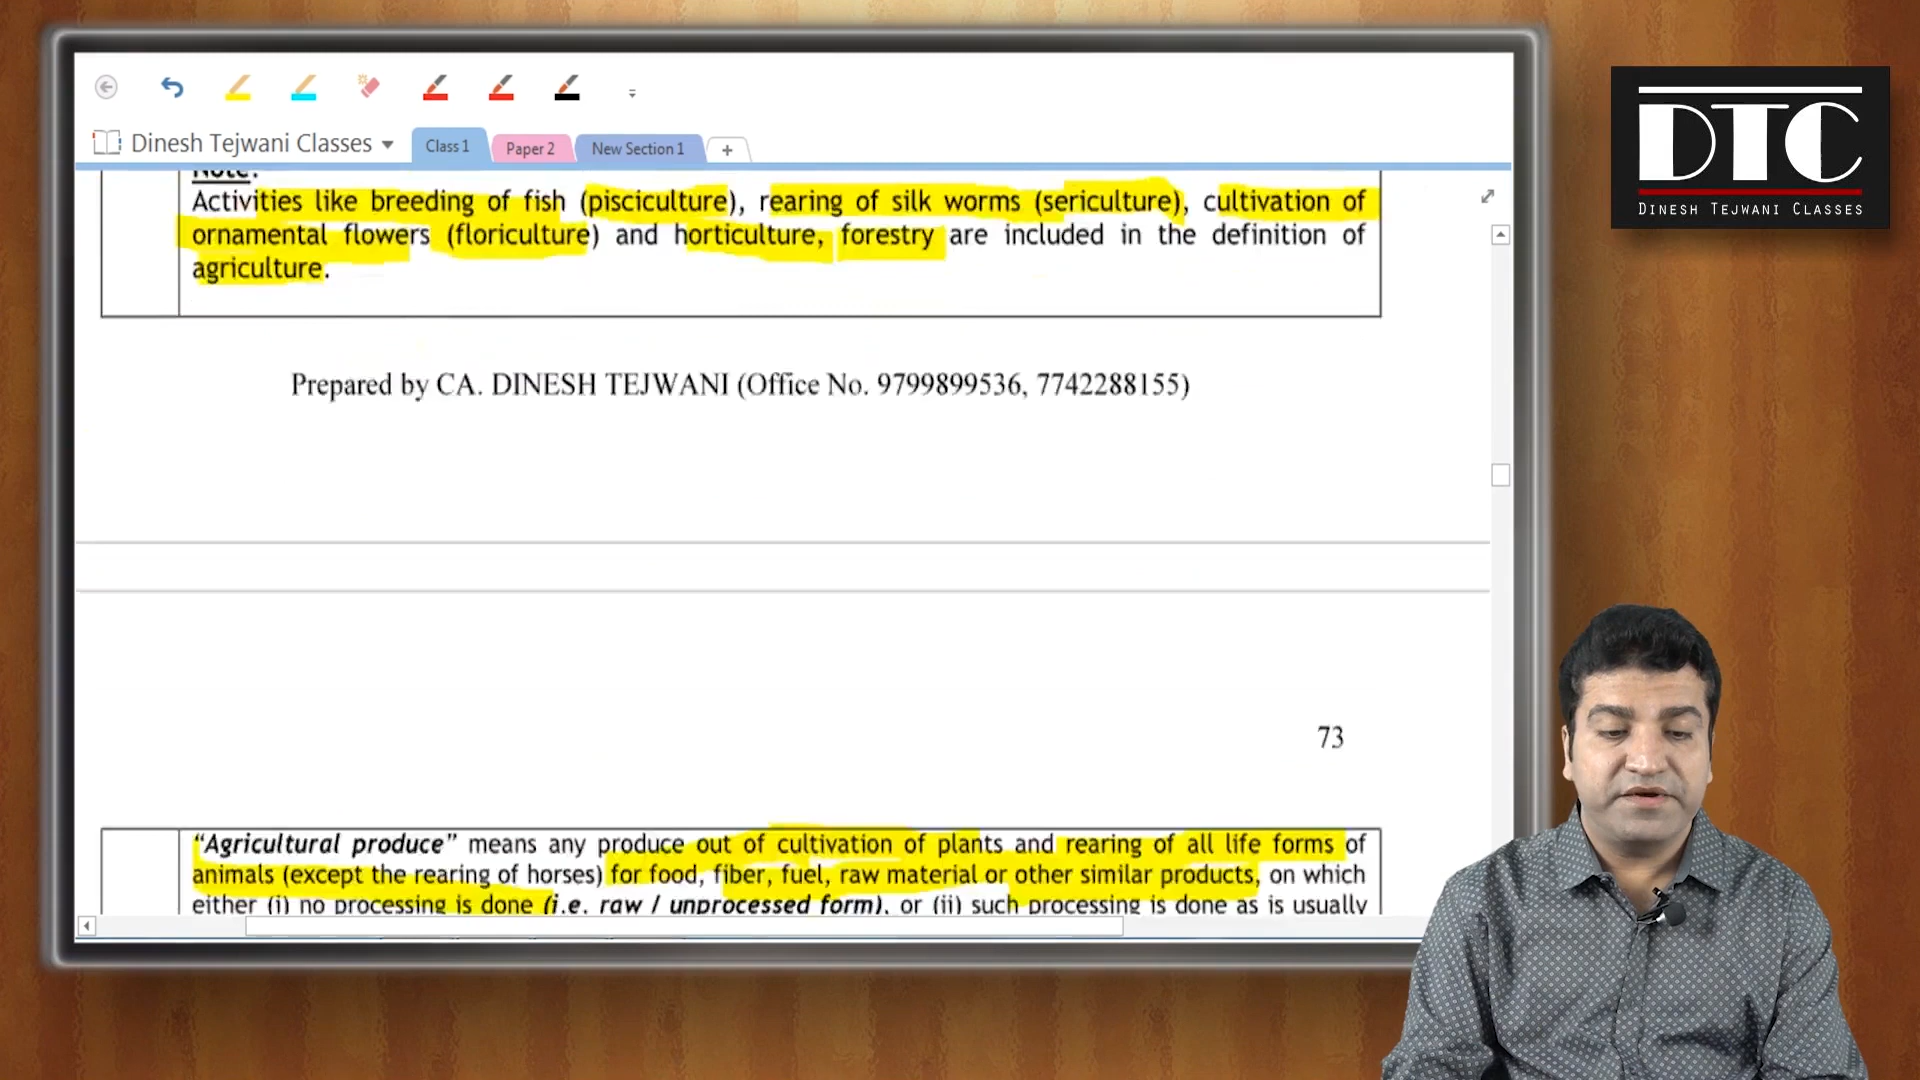 DTC
DINESH TEJWANI CLASSES
Dinesh Tejwani Classes
Class 1
Paper 2
New Section 1
+
Note:
Activities like breeding of fish (pisciculture), rearing of silk worms (sericulture), cultivation of
ornamental flowers (floriculture) and horticulture, forestry are included in the definition of
agriculture.
Prepared by CA. DINESH TEJWANI (Office No. 9799899536, 7742288155)
73
“Agricultural produce” means any produce out of cultivation of plants and rearing of all life forms of
animals (except the rearing of horses) for food, fiber, fuel, raw material or other similar products, on which
either (i) no processing is done (i.e. raw / unprocessed form), or (ii) such processing is done as is usually